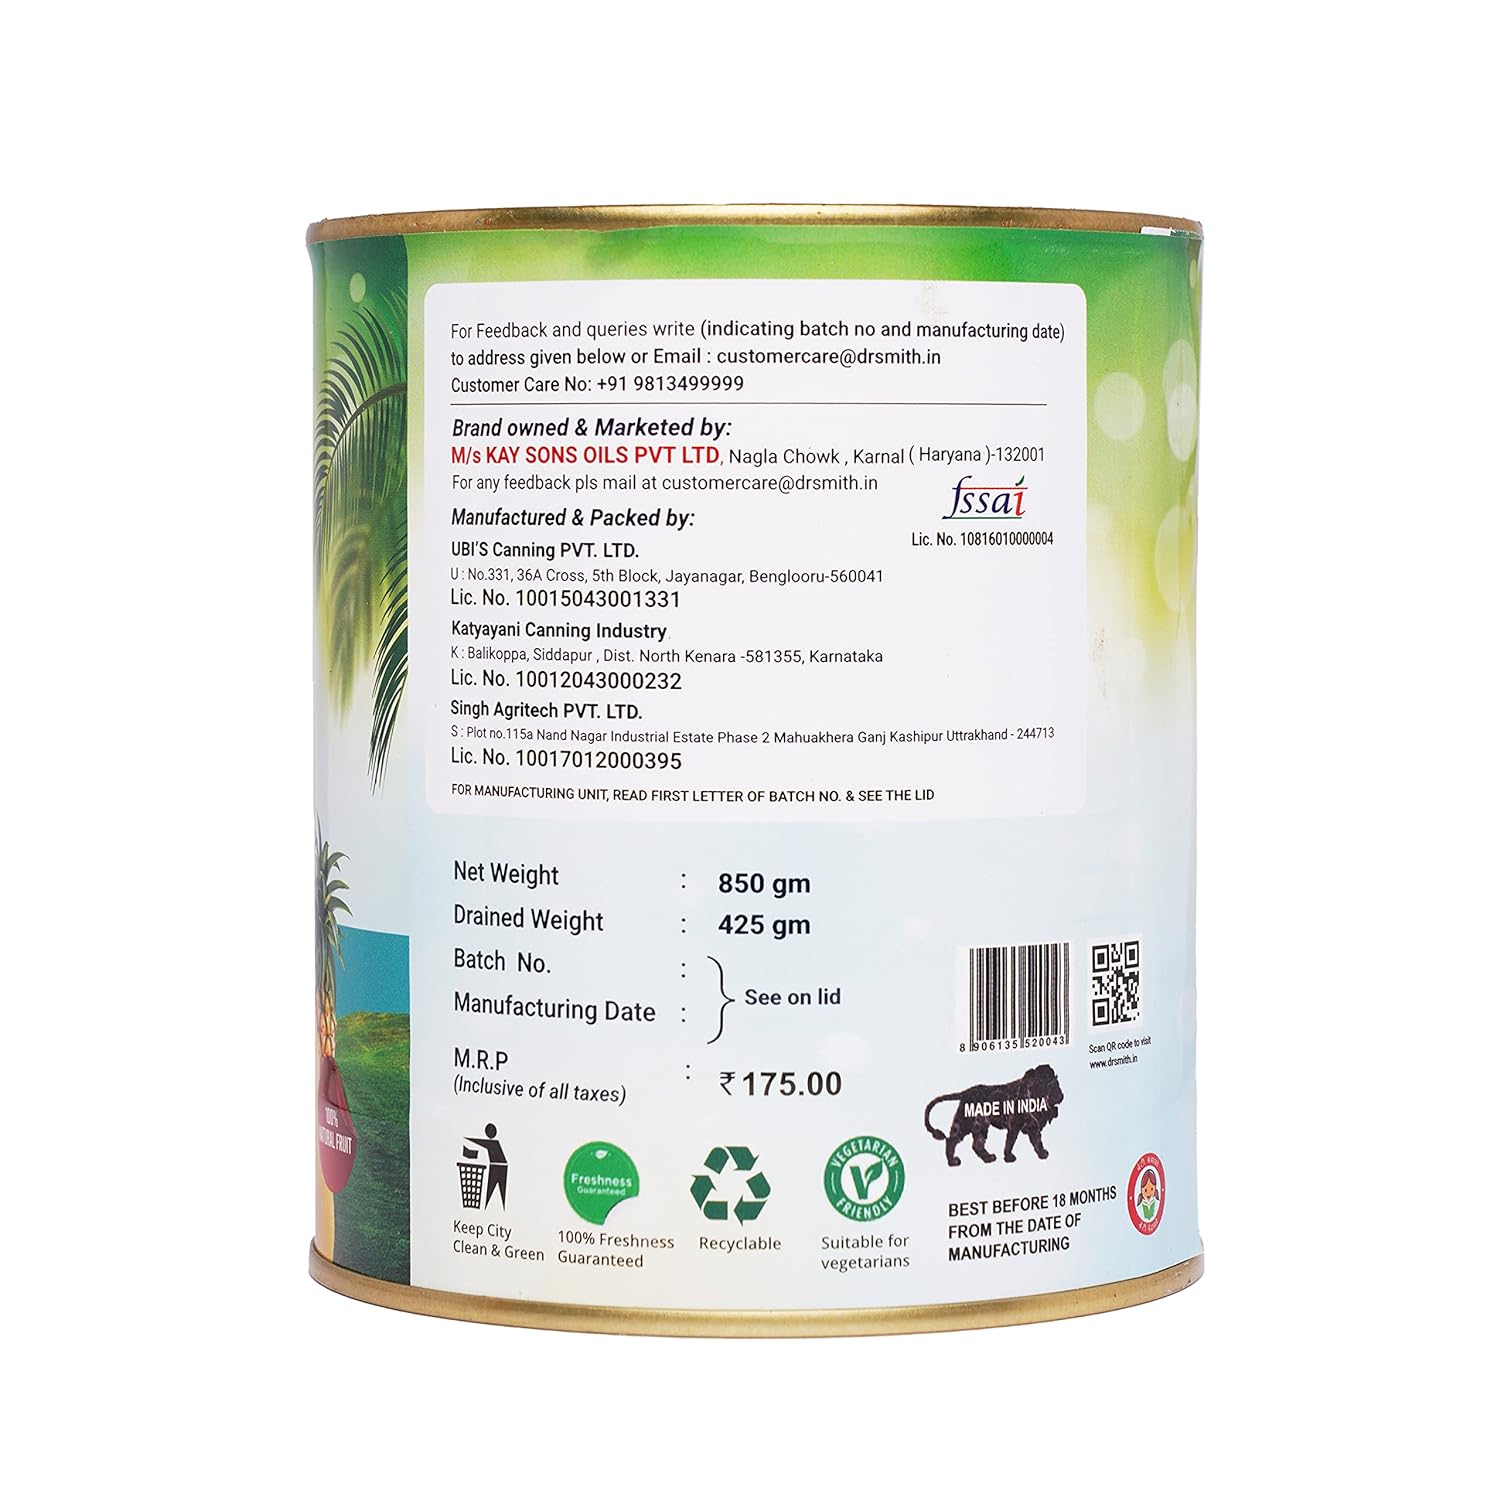 For Feedback and queries write (indicating batch no and manufacturing date)
to address given below or Email : customercare@drsmith.in
Customer Care No: +91 9813499999
Brand owned & Marketed by:
M/s KAY SONS OILS PVT LTD, Nagla Chowk , Karnal ( Haryana )-132001
For any feedback pls mail at customercare@drsmith.in
fssai
Lic. No. 10816010000004
Manufactured & Packed by:
UBI'S Canning PVT. LTD.
U : No.331, 36A Cross, 5th Block, Jayanagar, Benglooru-560041
Lic. No. 10015043001331
Katyayani Canning Industry
K : Balikoppa, Siddapur , Dist. North Kenara -581355, Karnataka
Lic. No. 10012043000232
Singh Agritech PVT. LTD.
S : Plot no.115a Nand Nagar Industrial Estate Phase 2 Mahuakhera Ganj Kashipur Uttrakhand - 244713
Lic. No. 10017012000395
FOR MANUFACTURING UNIT, READ FIRST LETTER OF BATCH NO. & SEE THE LID
Net Weight : 850 gm
Drained Weight : 425 gm
Batch No. :
Manufacturing Date :
See on lid
M.R.P : ₹ 175.00
(Inclusive of all taxes)
8 906135 520043
Scan QR code to visit
www.drsmith.in
MADE IN INDIA
100%
FRUIT
Freshness
Guaranteed
VEGETARIAN
FRIENDLY
Keep City
Clean & Green
100% Freshness
Guaranteed
Recyclable
Suitable for
vegetarians
BEST BEFORE 18 MONTHS
FROM THE DATE OF
MANUFACTURING